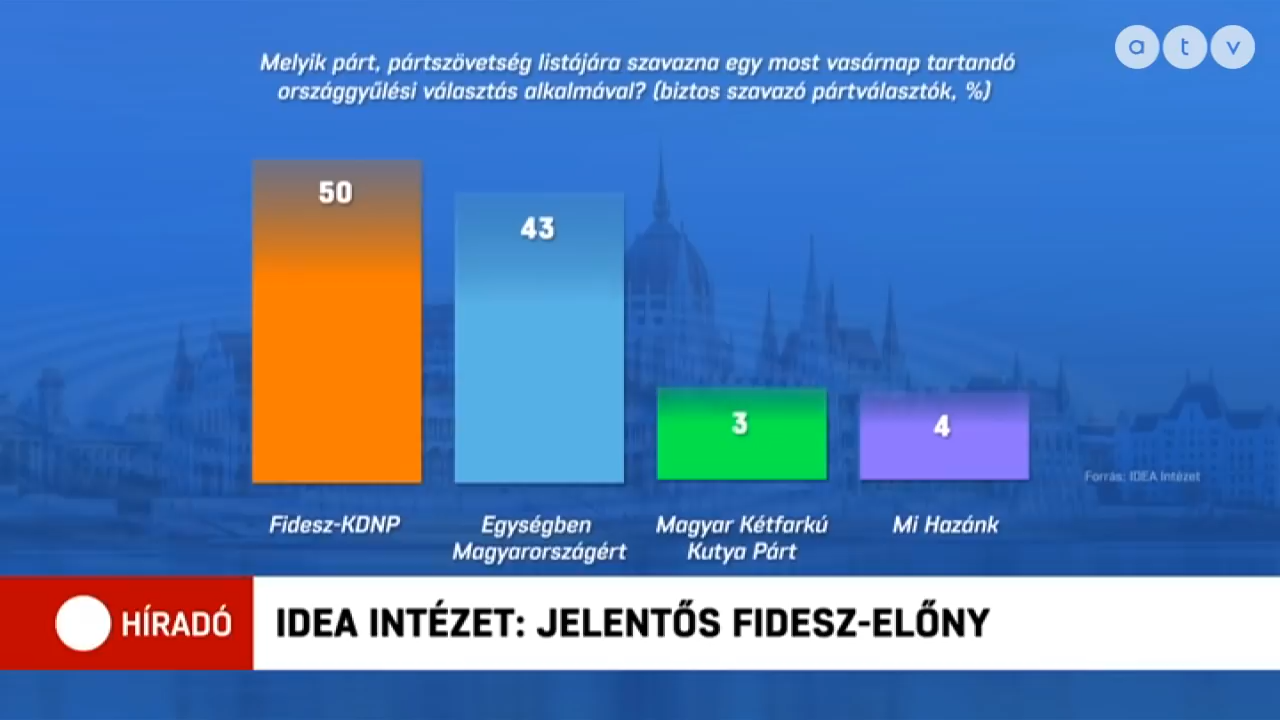 a t v
Melyik párt, pártszövetség listájára szavazna egy most vasárnap tartandó
országgyűlési választás alkalmával? (biztos szavazó pártválasztók, %)
50
43
3
4
Forrás: IDEA Intézet
Fidesz-KDNP
Egységben
Magyarországért
Magyar Kétfarkú
Kutya Párt
Mi Hazánk
HÍRADÓ
IDEA INTÉZET: JELENTŐS FIDESZ-ELŐNY